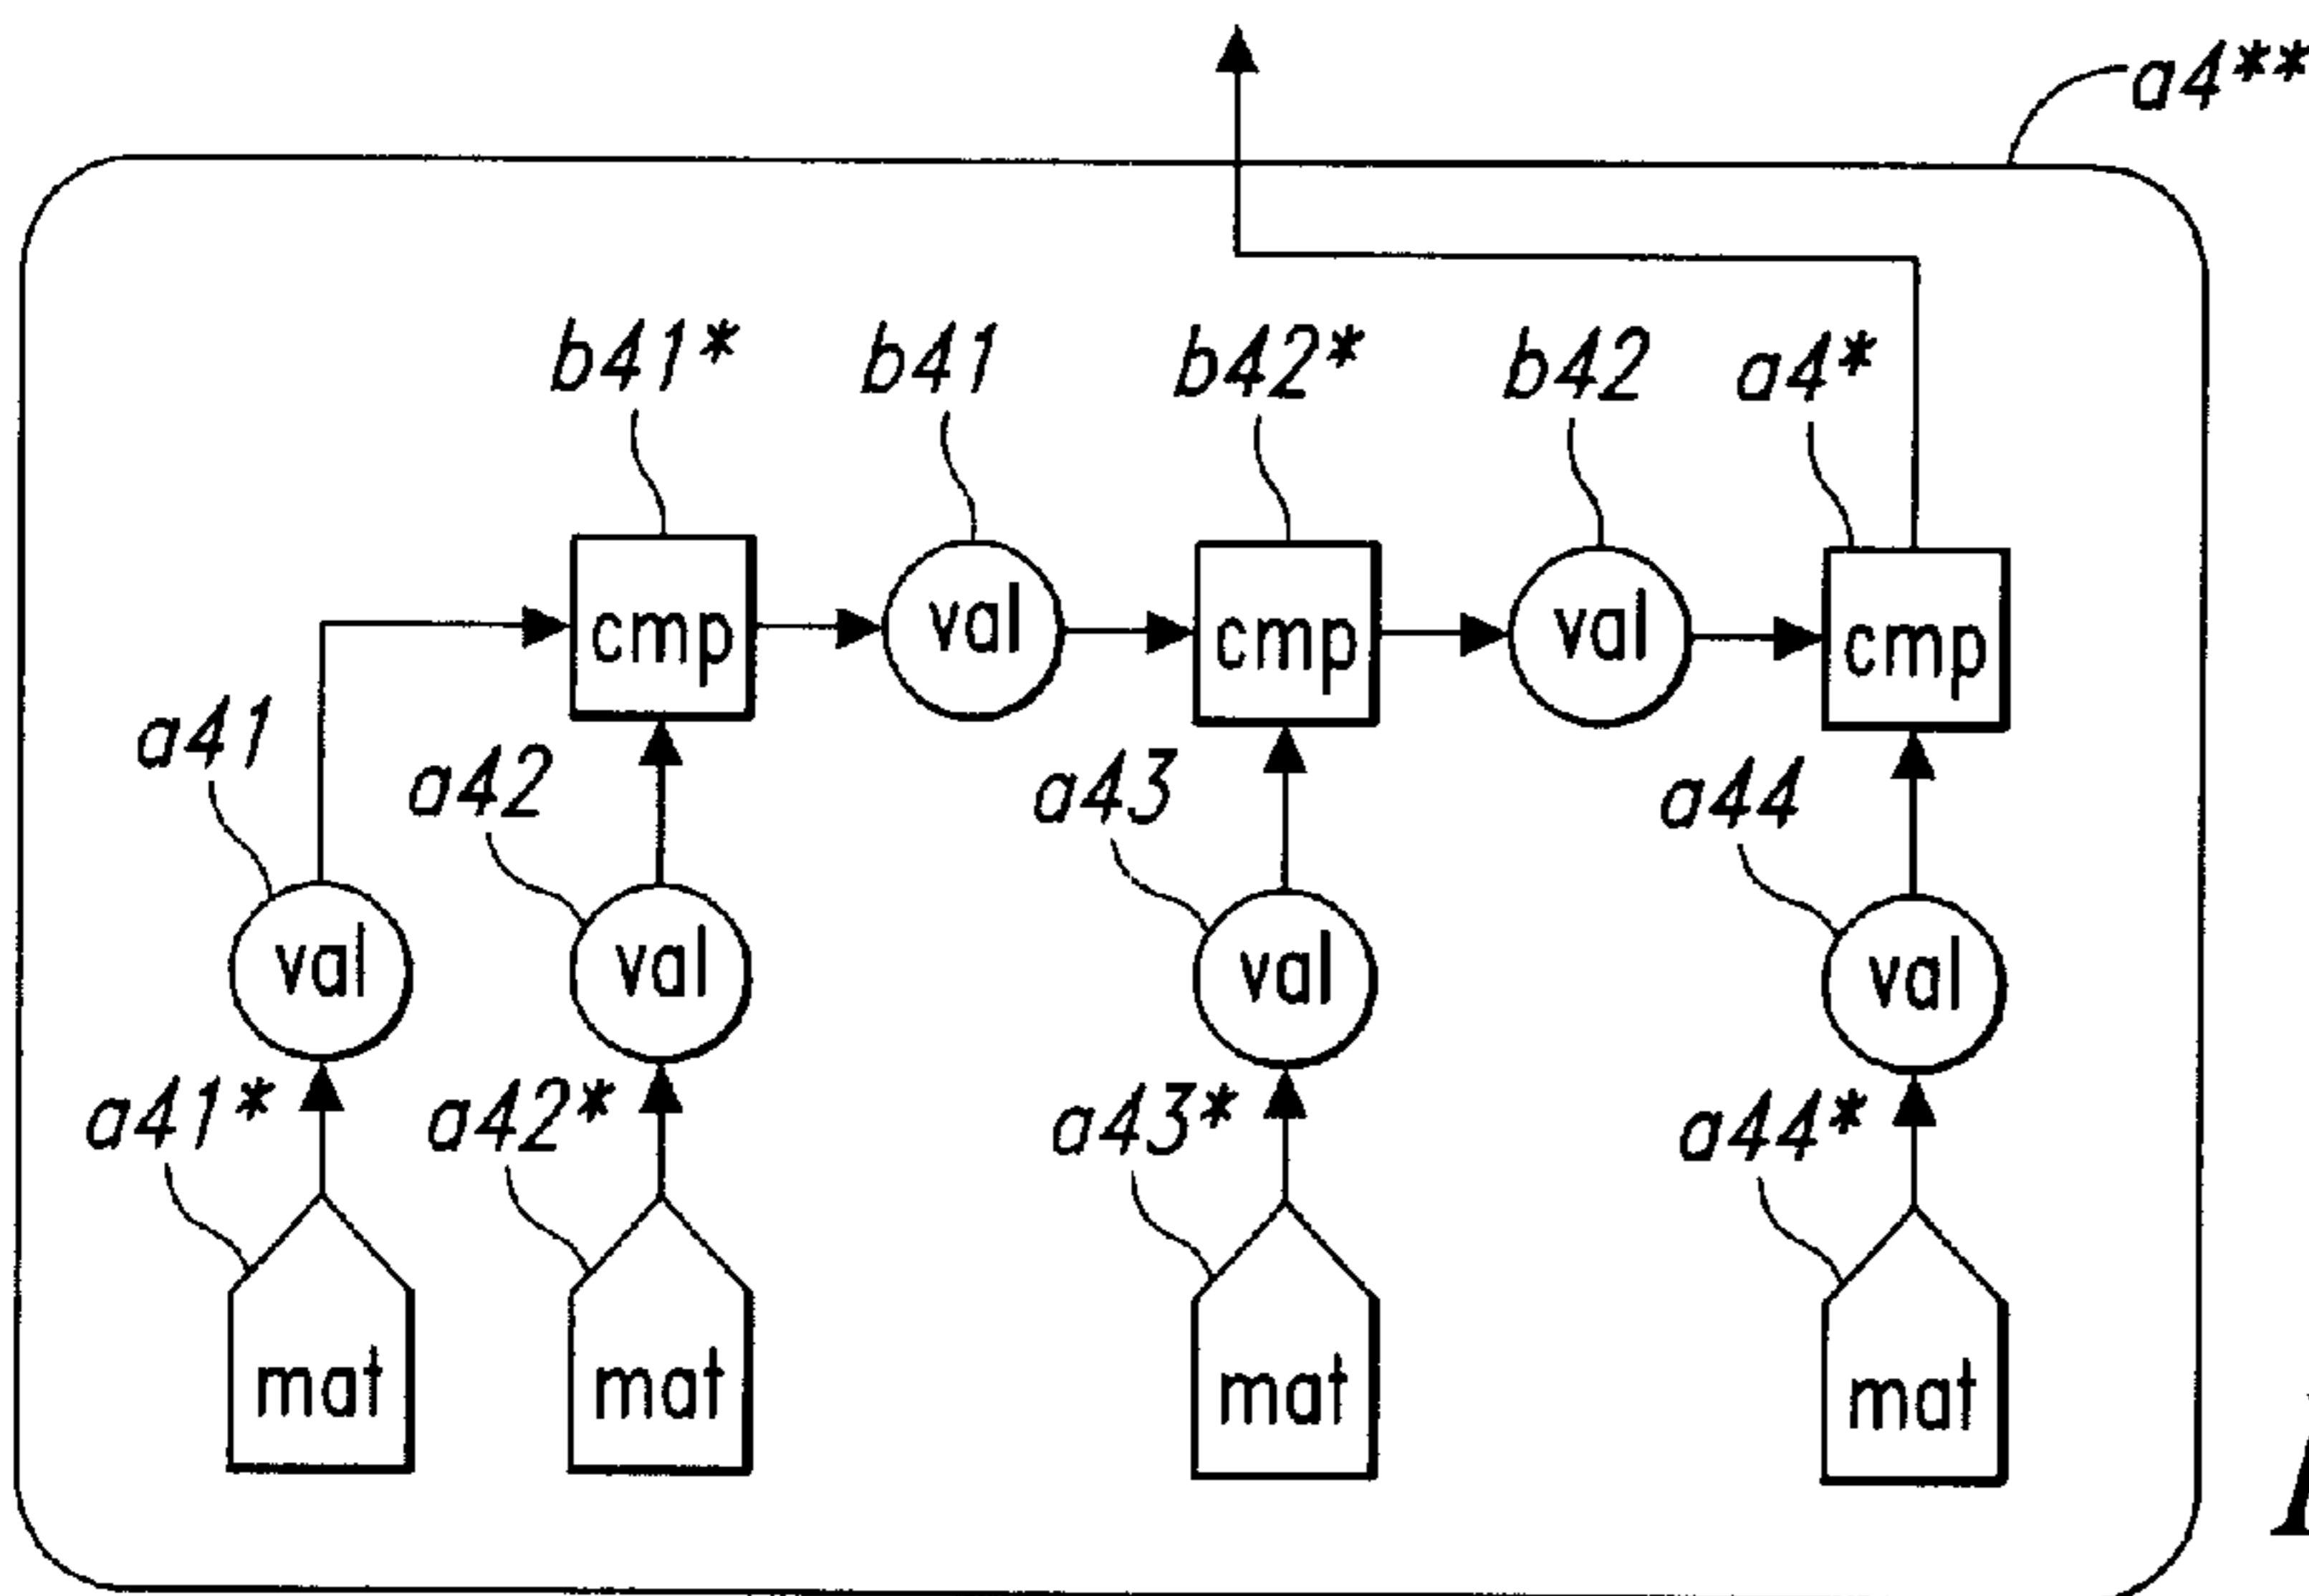 a4**
b41* b41 b42* b42 a4*
cmp val cmp val cmp
a41 a42 a43 a44
val val val val
a41* a42* a43* a44*
mat mat mat mat